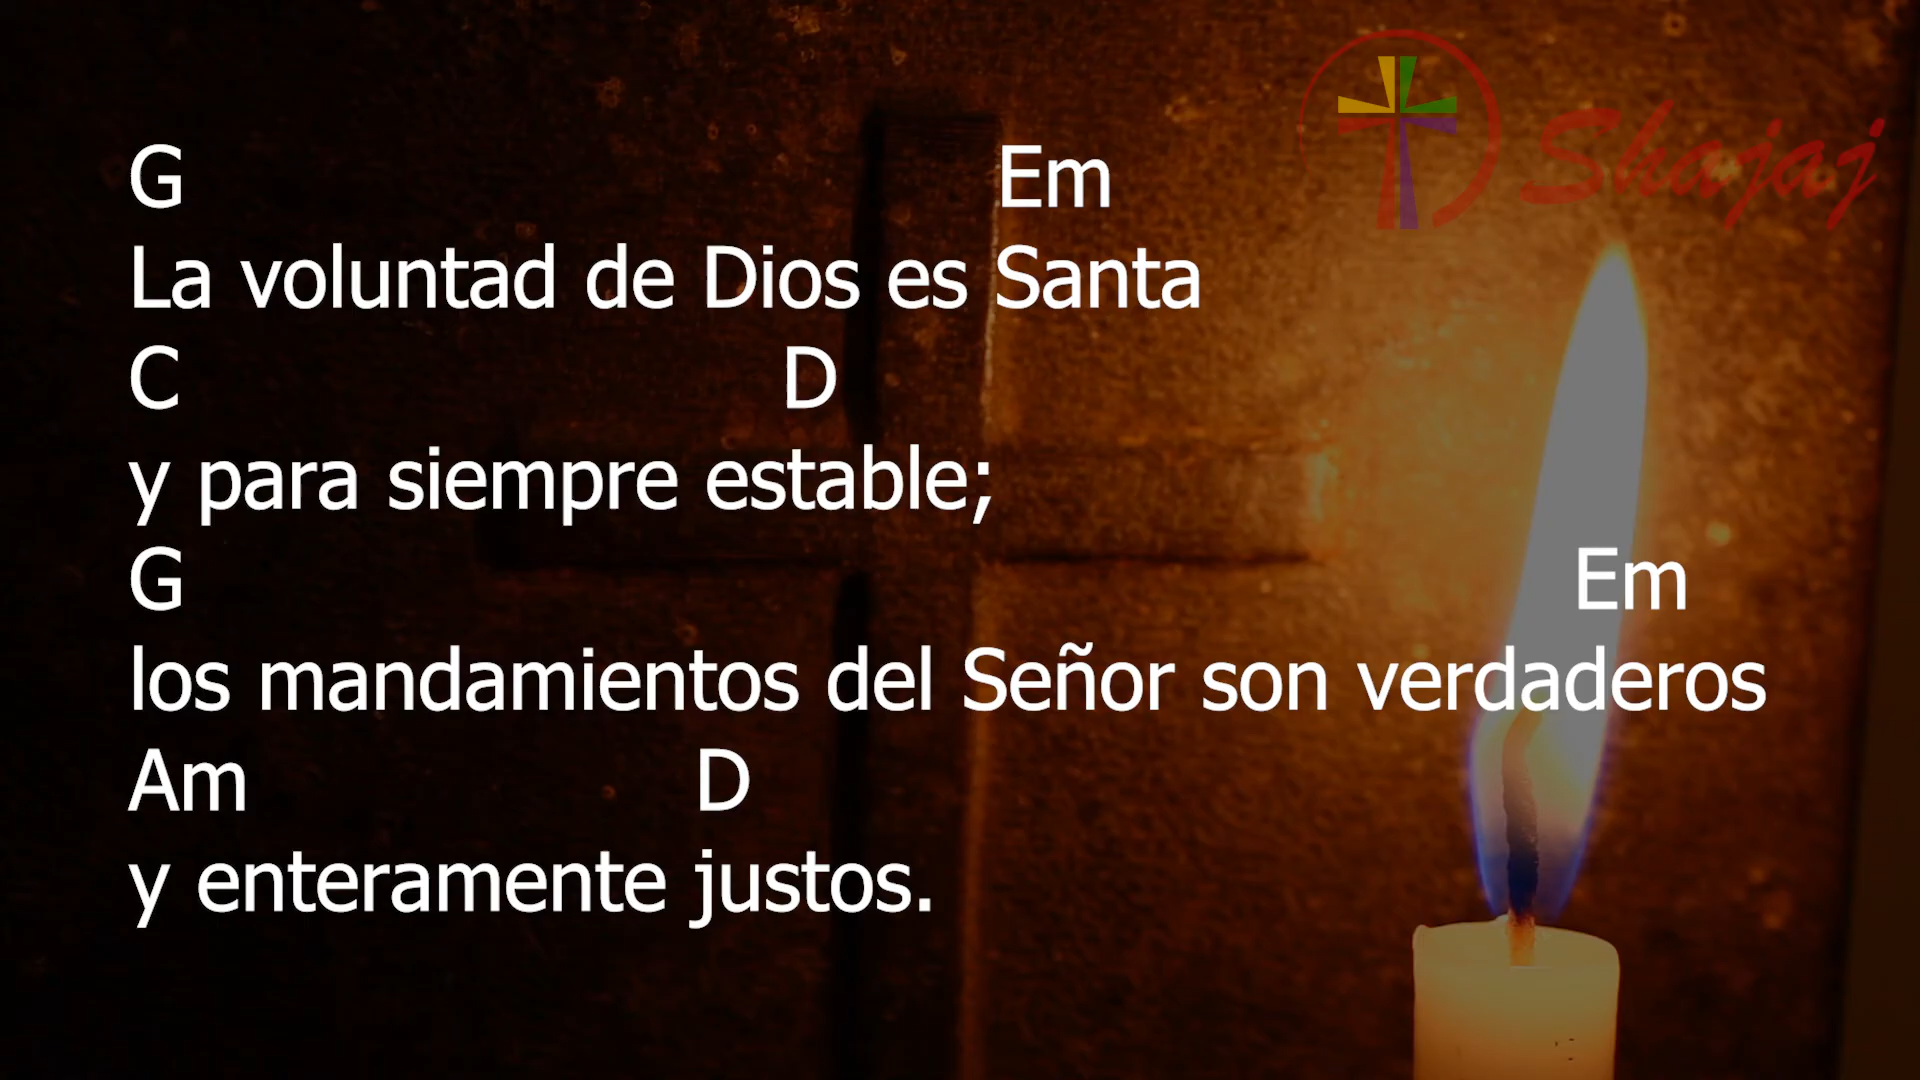 Shajaj
G Em
La voluntad de Dios es Santa
C D
y para siempre estable;
G Em
los mandamientos del Señor son verdaderos
Am D
y enteramente justos.